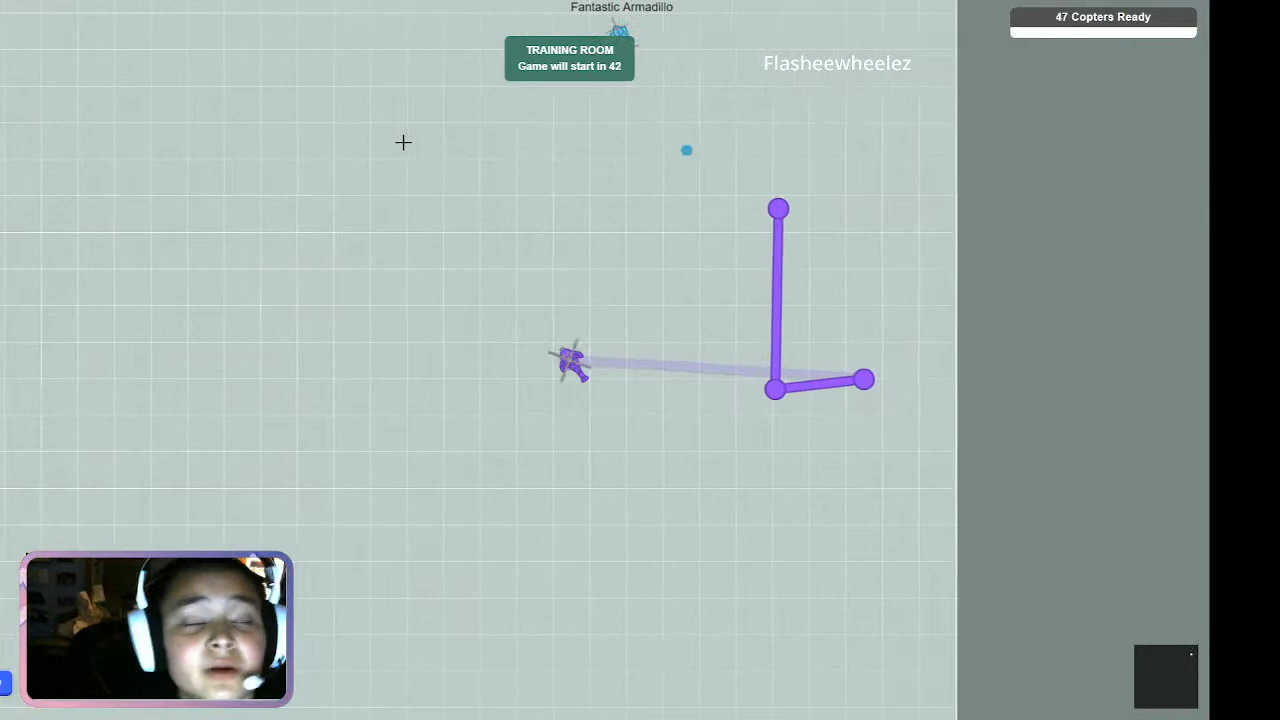 Fantastic Armadillo
TRAINING ROOM
Game will start in 42
Flasheewheelez
47 Copters Ready